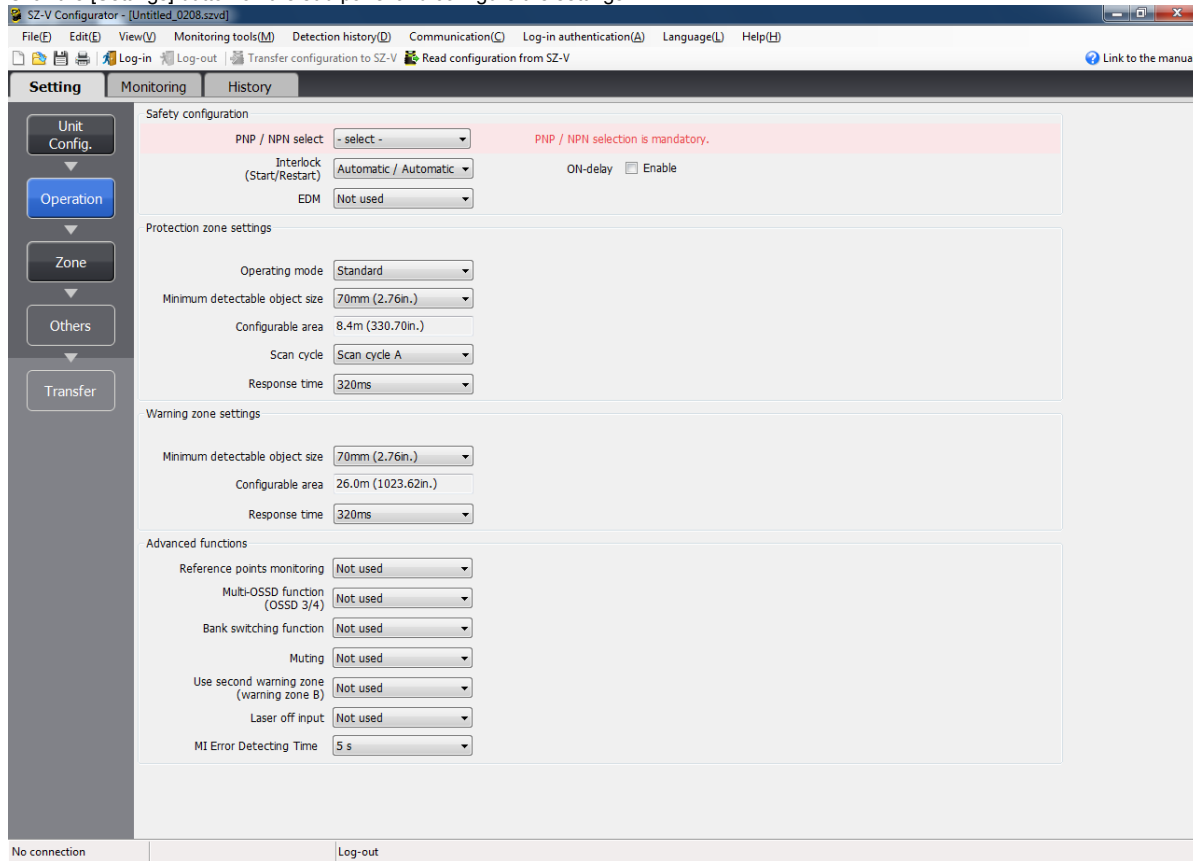 SZ-V Configurator - [Untitled_0208.szvd]
File(F) Edit(E) View(V) Monitoring tools(M) Detection history(D) Communication(C) Log-in authentication(A) Language(L) Help(H)
Log-in Log-out Transfer configuration to SZ-V Read configuration from SZ-V Link to the manua
Setting Monitoring History
Unit
Config.
Operation
Zone
Others
Transfer
Safety configuration
PNP / NPN select - select - PNP / NPN selection is mandatory.
Interlock
(Start/Restart) Automatic / Automatic ON-delay Enable
EDM Not used
Protection zone settings
Operating mode Standard
Minimum detectable object size 70mm (2.76in.)
Configurable area 8.4m (330.70in.)
Scan cycle Scan cycle A
Response time 320ms
Warning zone settings
Minimum detectable object size 70mm (2.76in.)
Configurable area 26.0m (1023.62in.)
Response time 320ms
Advanced functions
Reference points monitoring Not used
Multi-OSSD function
(OSSD 3/4) Not used
Bank switching function Not used
Muting Not used
Use second warning zone
(warning zone B) Not used
Laser off input Not used
MI Error Detecting Time 5 s
No connection Log-out